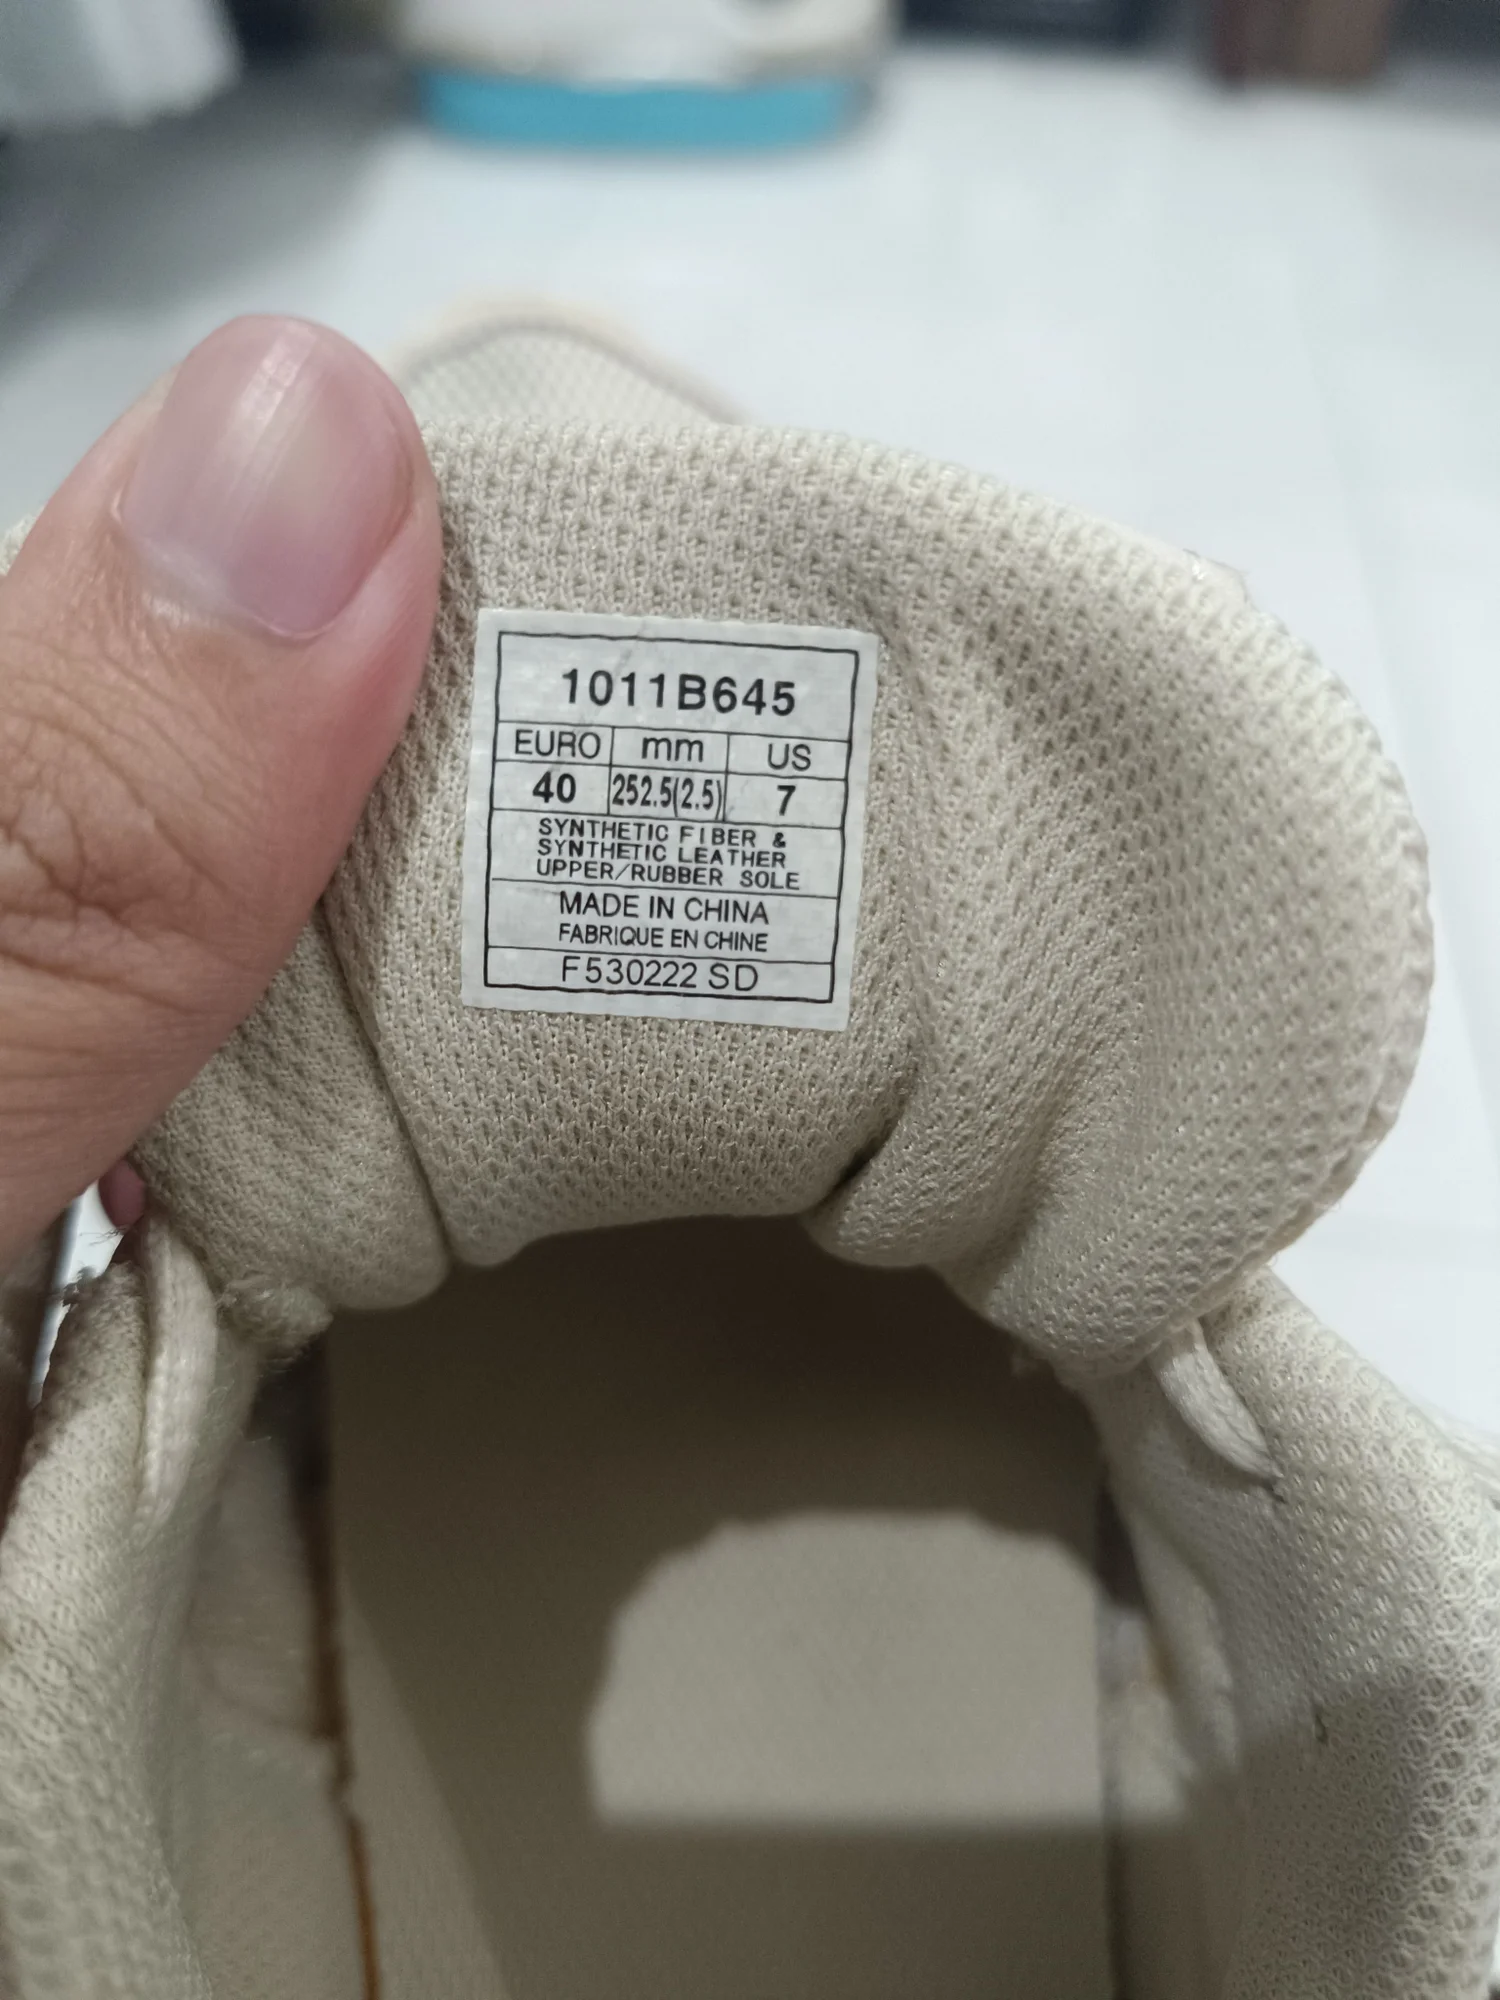 1011B645
EURO mm US
40 252.5(2.5) 7
SYNTHETIC FIBER &
SYNTHETIC LEATHER
UPPER/RUBBER SOLE
MADE IN CHINA
FABRIQUE EN CHINE
F530222 SD